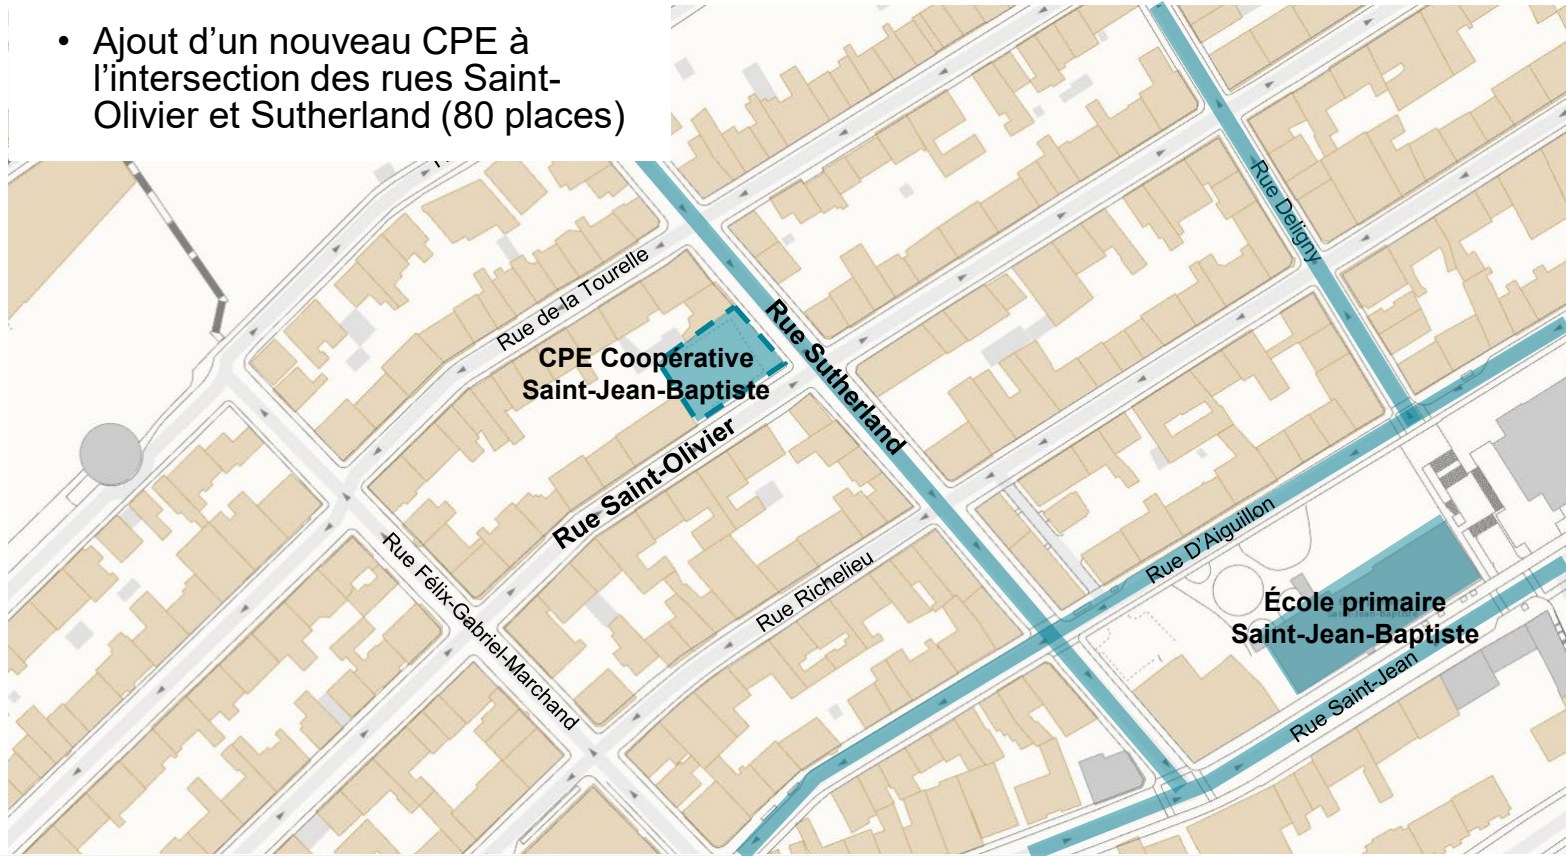 • Ajout d’un nouveau CPE à
l’intersection des rues Saint-
Olivier et Sutherland (80 places)
Rue Deligny
Rue de la Tourelle
Rue Sutherland
CPE Coopérative
Saint-Jean-Baptiste
Rue Saint-Olivier
Rue D’Aiguillon
Rue Félix-Gabriel-Marchand
Rue Richelieu
École primaire
Saint-Jean-Baptiste
Rue Saint-Jean